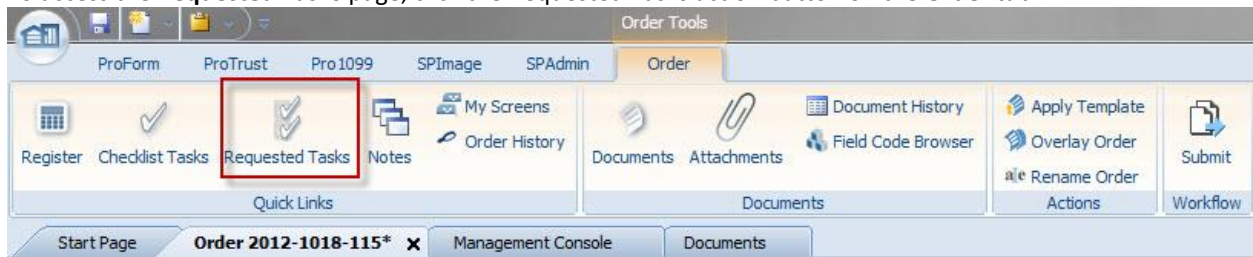 Order Tools
ProForm ProTrust Pro1099 SPImage SPAdmin Order
Register Checklist Tasks Requested Tasks Notes My Screens Order History Documents Attachments Document History Field Code Browser Apply Template Overlay Order Rename Order Submit
Quick Links Documents Actions Workflow
Start Page Order 2012-1018-115* x Management Console Documents